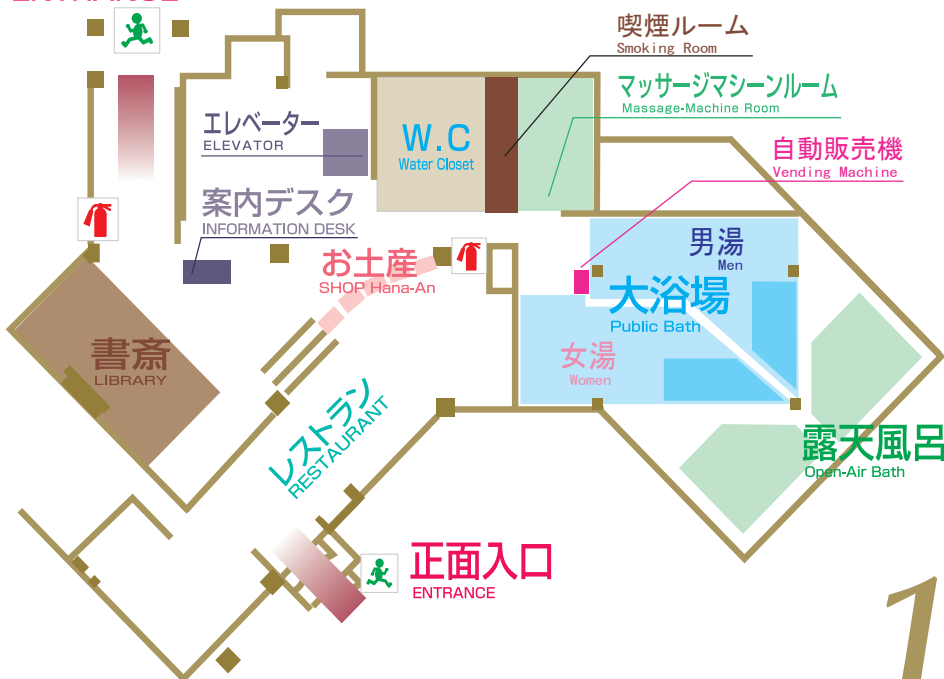 喫煙ルーム
Smoking Room
マッサージマシーンルーム
Massage-Machine Room
エレベーター
ELEVATOR
W.C
Water Closet
自動販売機
Vending Machine
案内デスク
INFORMATION DESK
お土産
SHOP Hana-An
男湯
Men
大浴場
Public Bath
女湯
Women
書斎
LIBRARY
レストラン
RESTAURANT
露天風呂
Open-Air Bath
正面入口
ENTRANCE
1